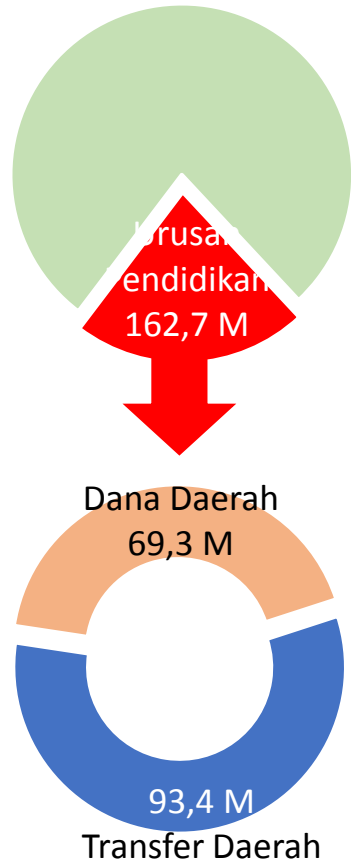 Urusan
Pendidikan
162,7 M
Dana Daerah
69,3 M
93,4 M
Transfer Daerah